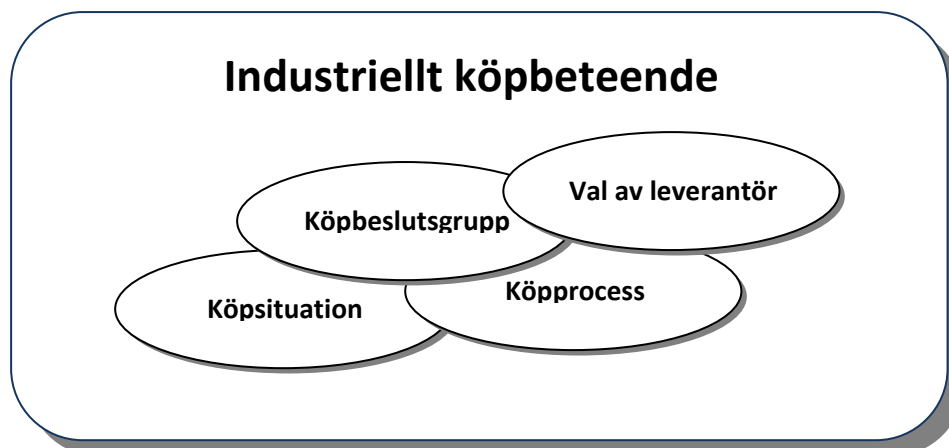 Industriellt köpbeteende
Val av leverantör
Köpbeslutsgrupp
Köpprocess
Köpsituation